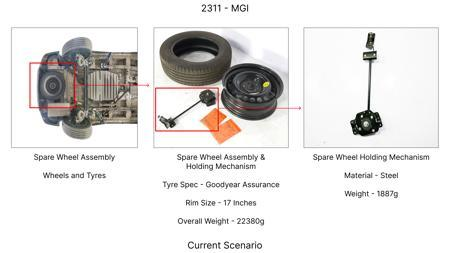 2311 - MGI
Spare Wheel Assembly
Wheels and Tyres
Spare Wheel Assembly &
Holding Mechanism
Tyre Spec - Goodyear Assurance
Rim Size - 17 Inches
Overall Weight - 22380g
Spare Wheel Holding Mechanism
Material - Steel
Weight - 1887g
Current Scenario